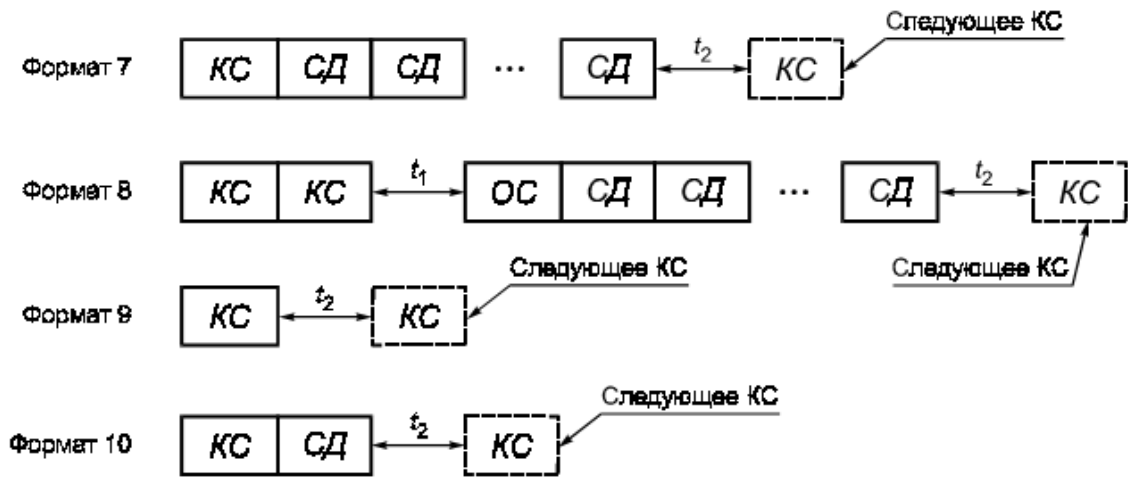 Следующее КС
Формат 7 КС СД СД ... СД t₂ КС
Формат 8 КС КС t₁ ОС СД СД ... СД t₂ КС
Следующее КС
Следующее КС
Формат 9 КС t₂ КС
Следующее КС
Формат 10 КС СД t₂ КС